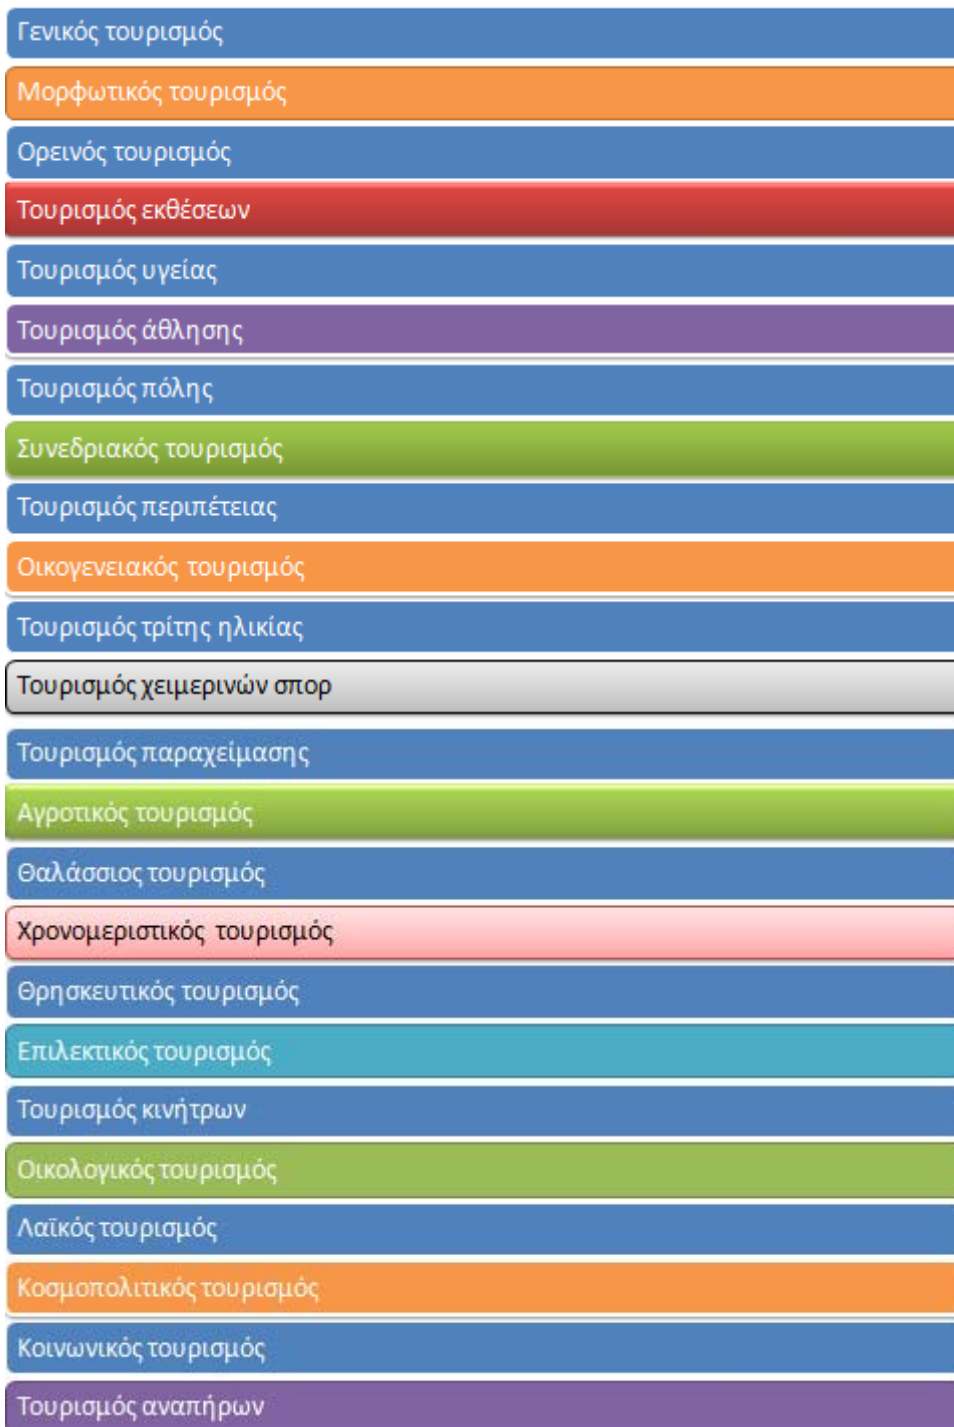 Γενικός τουρισμός
Μορφωτικός τουρισμός
Ορεινός τουρισμός
Τουρισμός εκθέσεων
Τουρισμός υγείας
Τουρισμός άθλησης
Τουρισμός πόλης
Συνεδριακός τουρισμός
Τουρισμός περιπέτειας
Οικογενειακός τουρισμός
Τουρισμός τρίτης ηλικίας
Τουρισμός χειμερινών σπορ
Τουρισμός παραχείμασης
Αγροτικός τουρισμός
Θαλάσσιος τουρισμός
Χρονομεριστικός τουρισμός
Θρησκευτικός τουρισμός
Επιλεκτικός τουρισμός
Τουρισμός κινήτρων
Οικολογικός τουρισμός
Λαϊκός τουρισμός
Κοσμοπολιτικός τουρισμός
Κοινωνικός τουρισμός
Τουρισμός αναπήρων